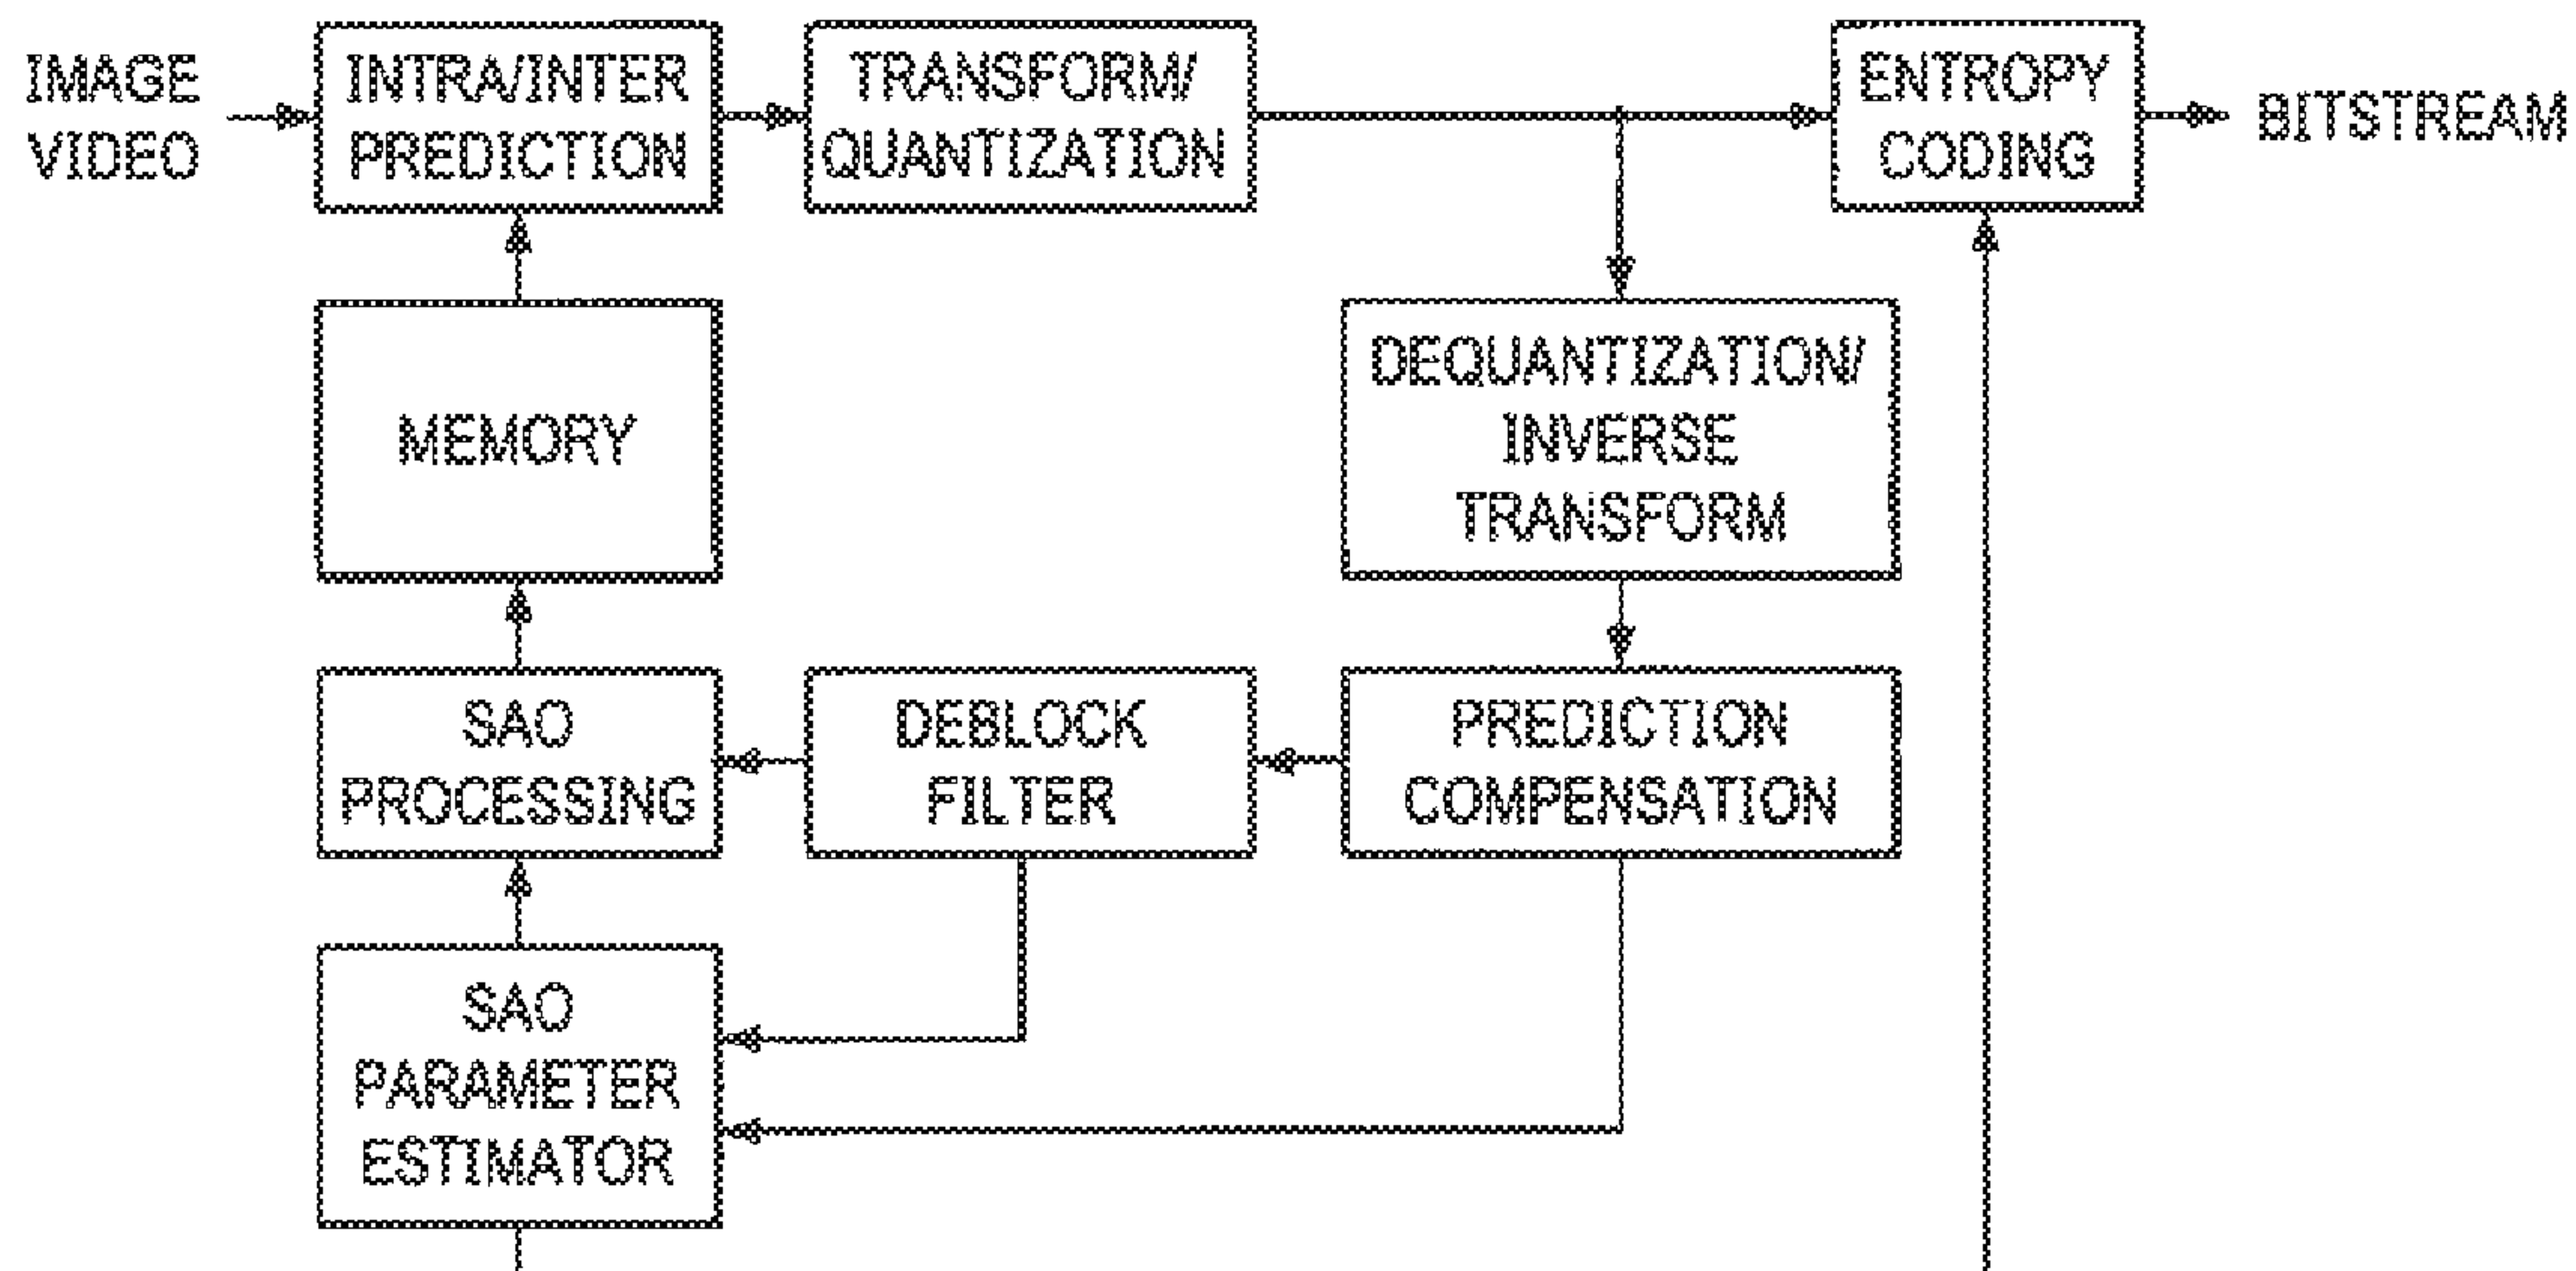 IMAGE
VIDEO
INTRA/INTER
PREDICTION
TRANSFORM/
QUANTIZATION
ENTROPY
CODING
BITSTREAM
MEMORY
DEQUANTIZATION/
INVERSE
TRANSFORM
SAO
PROCESSING
DEBLOCK
FILTER
PREDICTION
COMPENSATION
SAO
PARAMETER
ESTIMATOR